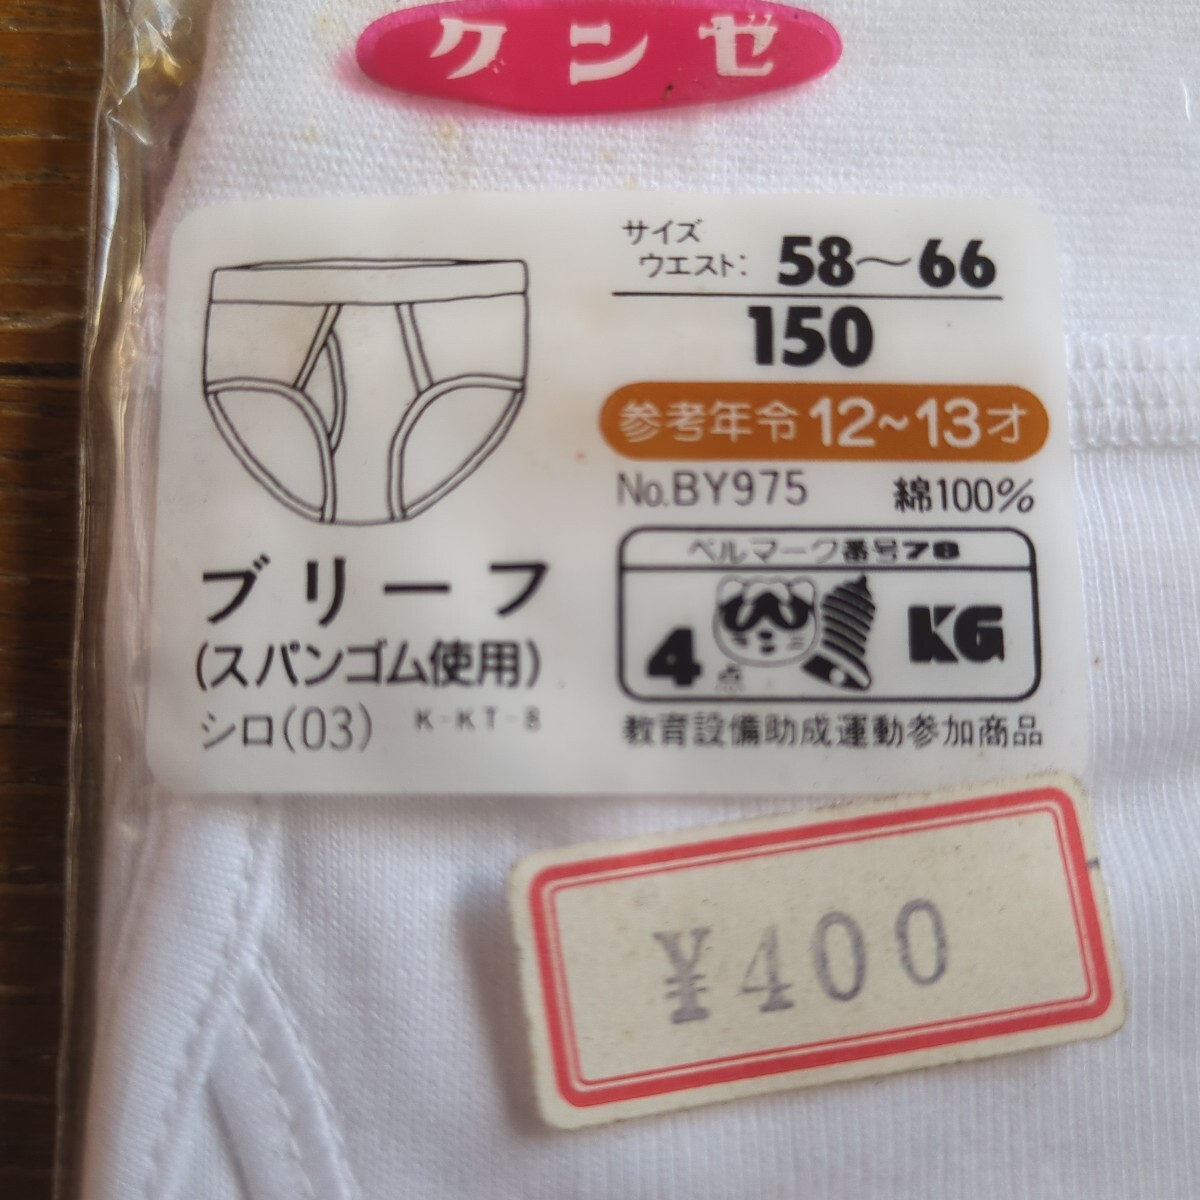 クンゼ
サイズ
ウエスト: 58～66
150
参考年令12~13才
No.BY975 綿100%
ベルマーク番号78
4点 KG
教育設備助成運動参加商品
ブリーフ
(スパンゴム使用)
シロ(03) K-KT-8
¥400